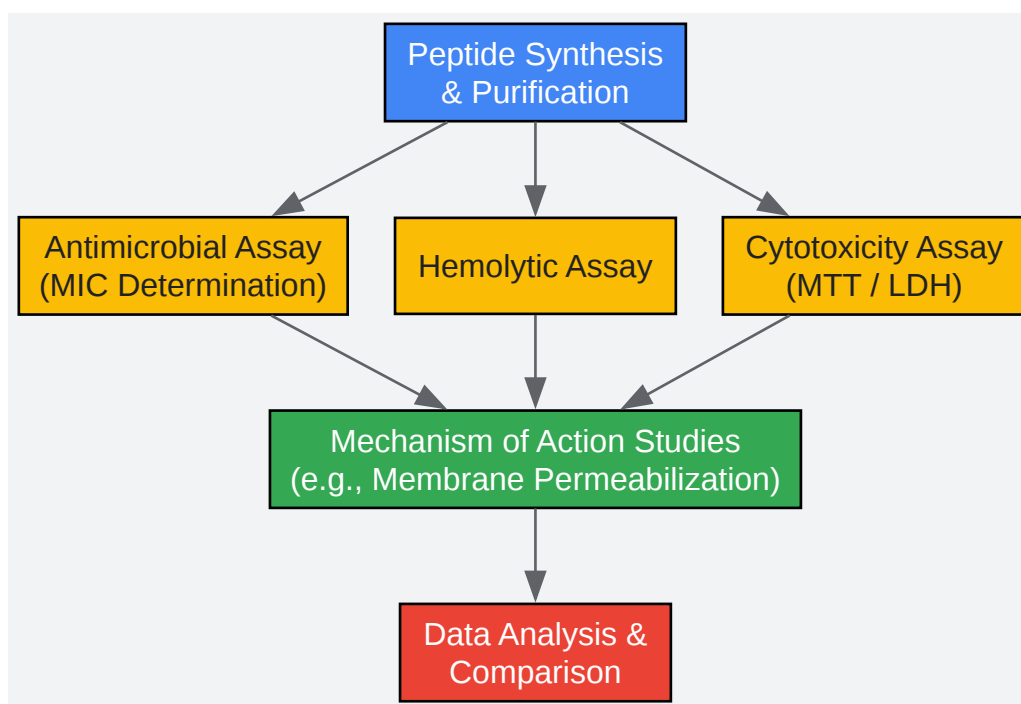 Peptide Synthesis
& Purification
Antimicrobial Assay
(MIC Determination)
Hemolytic Assay
Cytotoxicity Assay
(MTT / LDH)
Mechanism of Action Studies
(e.g., Membrane Permeabilization)
Data Analysis &
Comparison